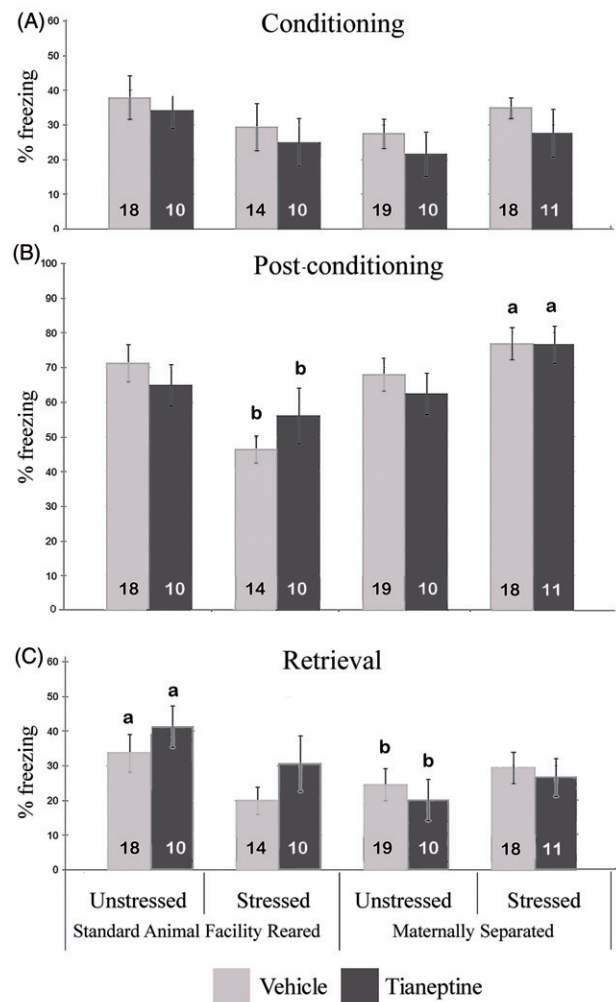 (A) Conditioning
60
50
40
30
20
10
0
% freezing
18 10 14 10 19 10 18 11
(B) Post-conditioning
100
90
80
70
60
50
40
30
20
10
0
% freezing
b b a a
18 10 14 10 19 10 18 11
(C) Retrieval
60
50
40
30
20
10
0
% freezing
a a b b
18 10 14 10 19 10 18 11
Unstressed Stressed Unstressed Stressed
Standard Animal Facility Reared Maternally Separated
Vehicle Tianeptine